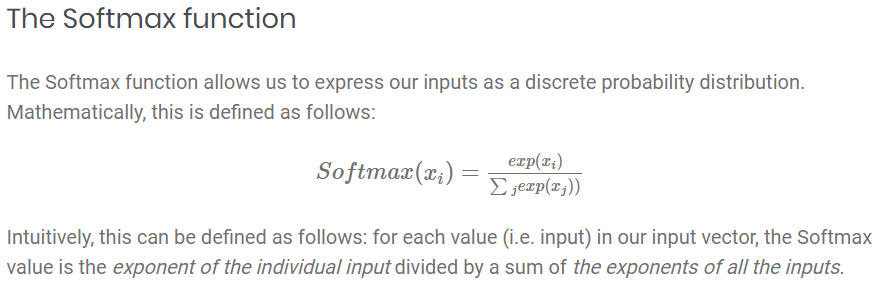 The Softmax function
The Softmax function allows us to express our inputs as a discrete probability distribution.
Mathematically, this is defined as follows:
Softmax(x_i) = exp(x_i) / ∑_j exp(x_j))
Intuitively, this can be defined as follows: for each value (i.e. input) in our input vector, the Softmax
value is the exponent of the individual input divided by a sum of the exponents of all the inputs.